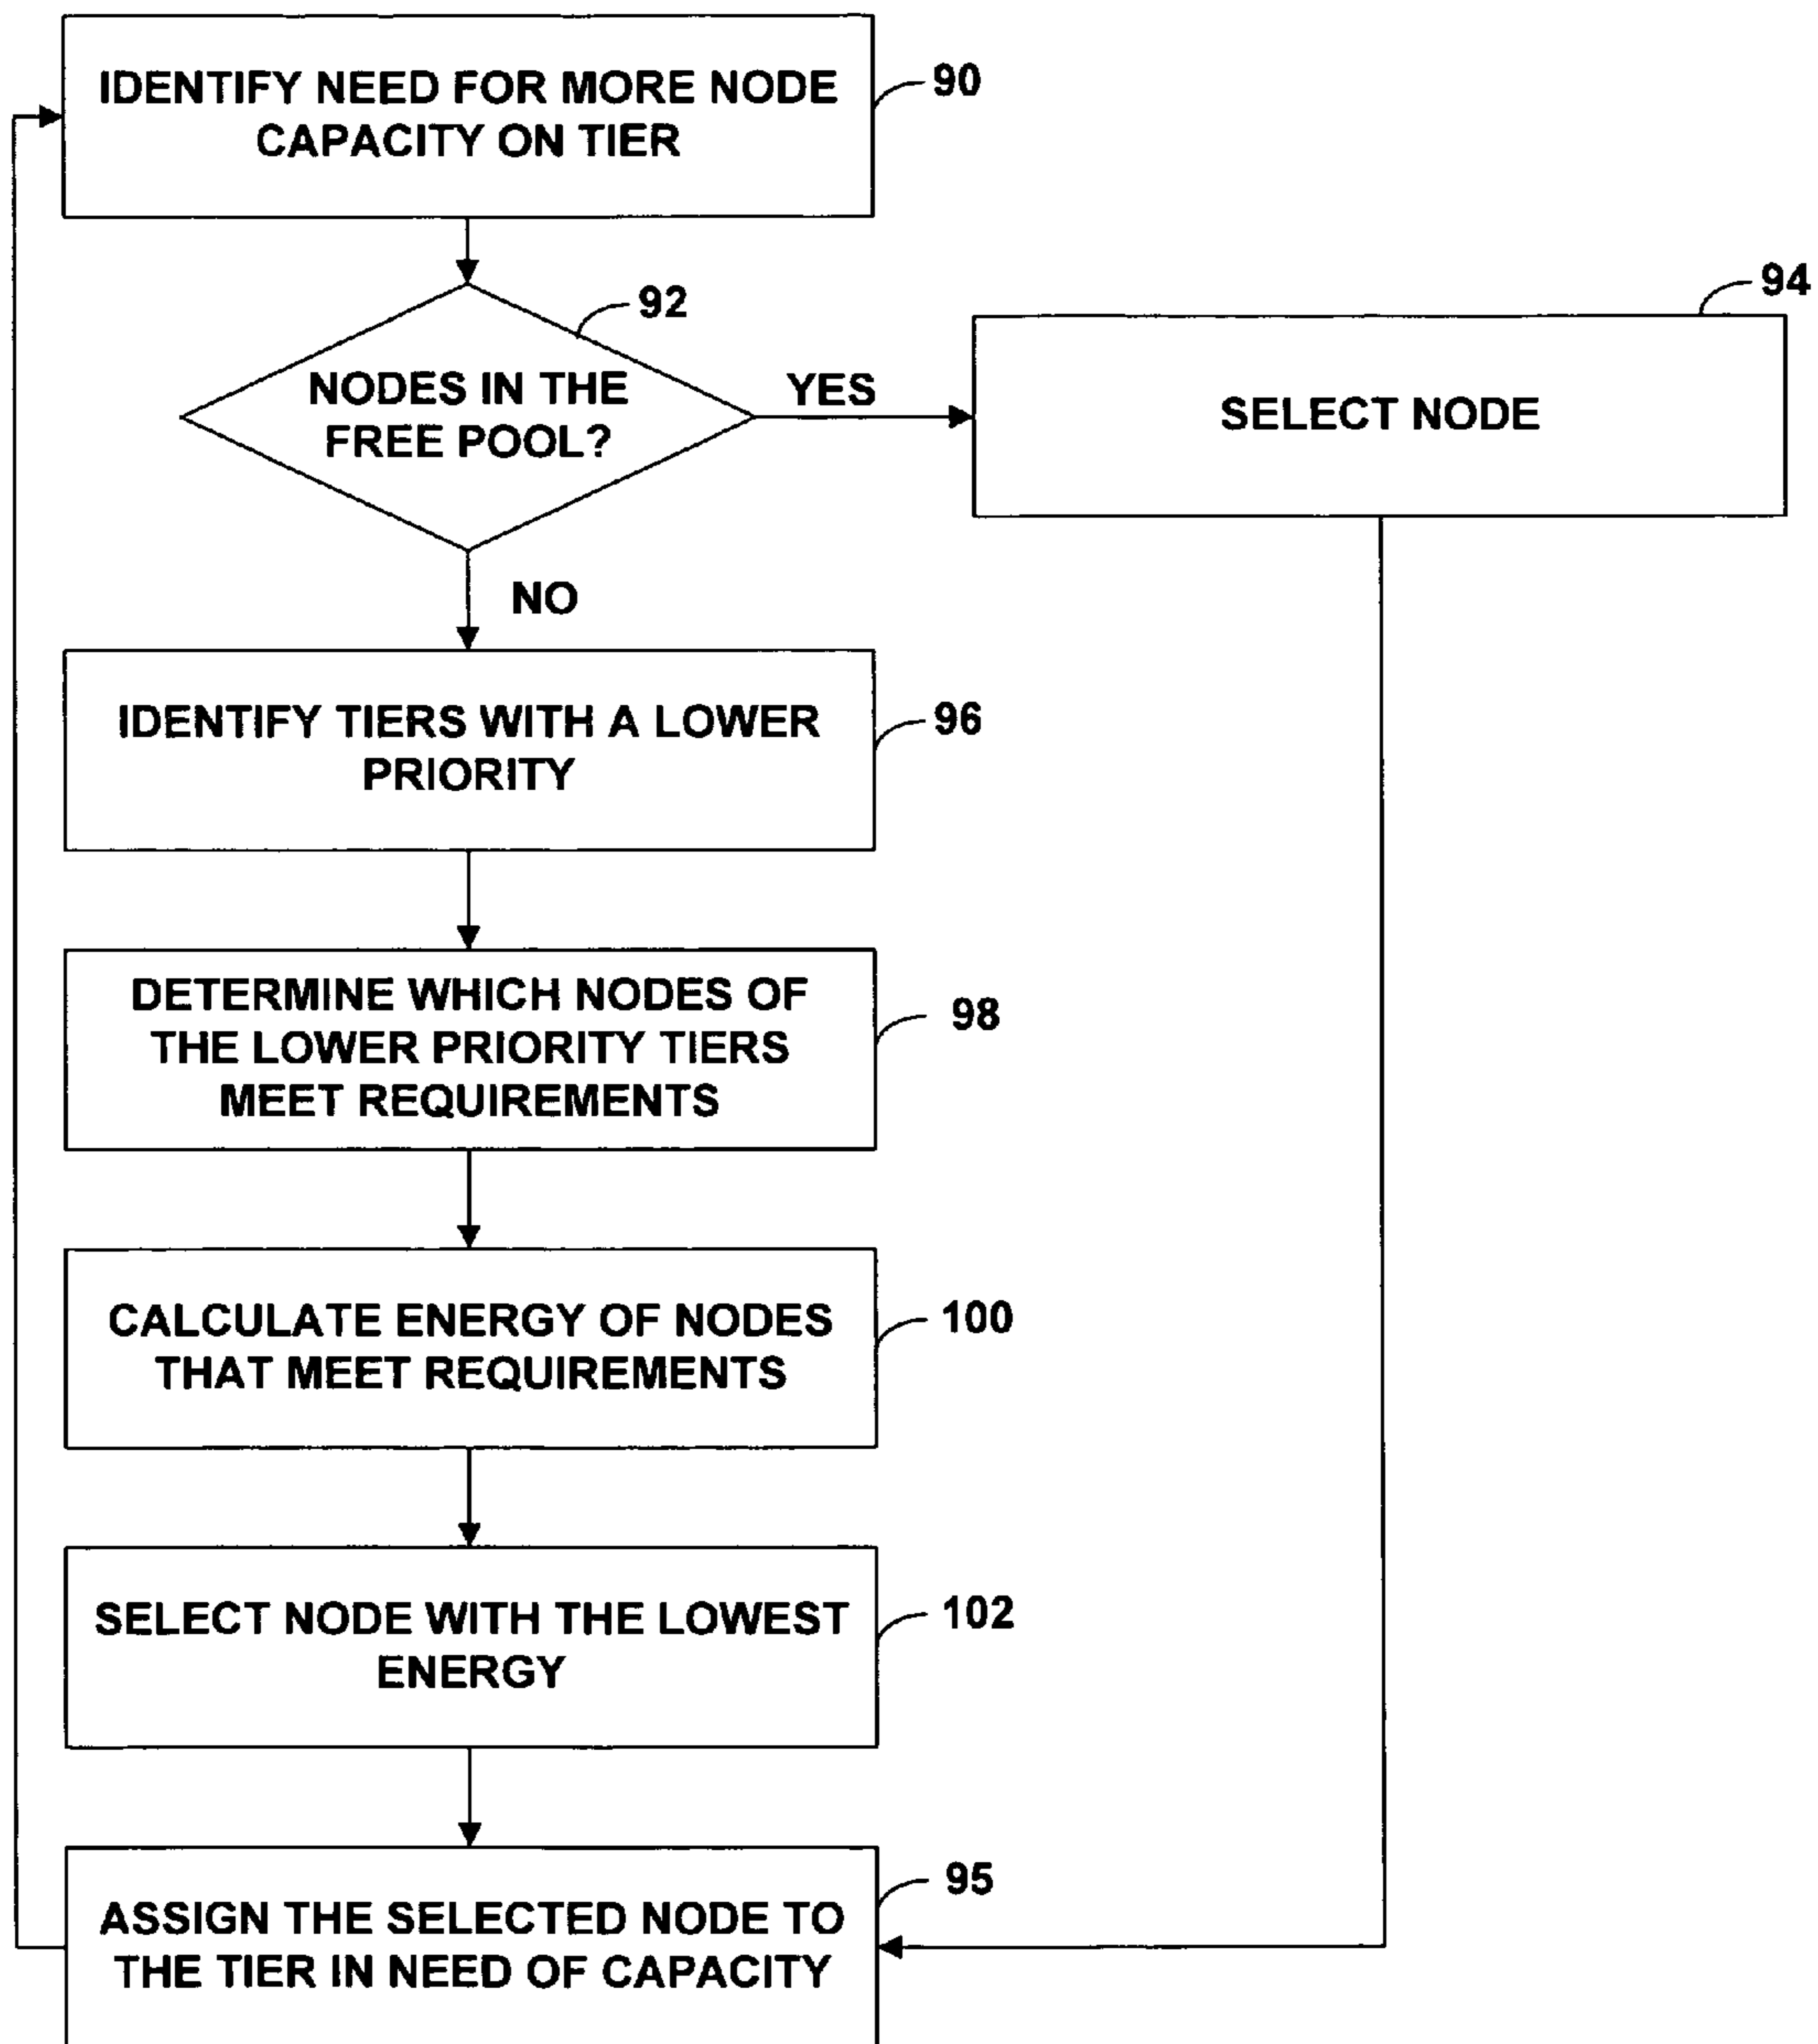 IDENTIFY NEED FOR MORE NODE
CAPACITY ON TIER
90
92
NODES IN THE
FREE POOL?
YES
94
SELECT NODE
NO
IDENTIFY TIERS WITH A LOWER
PRIORITY
96
DETERMINE WHICH NODES OF
THE LOWER PRIORITY TIERS
MEET REQUIREMENTS
98
CALCULATE ENERGY OF NODES
THAT MEET REQUIREMENTS
100
SELECT NODE WITH THE LOWEST
ENERGY
102
ASSIGN THE SELECTED NODE TO
THE TIER IN NEED OF CAPACITY
95